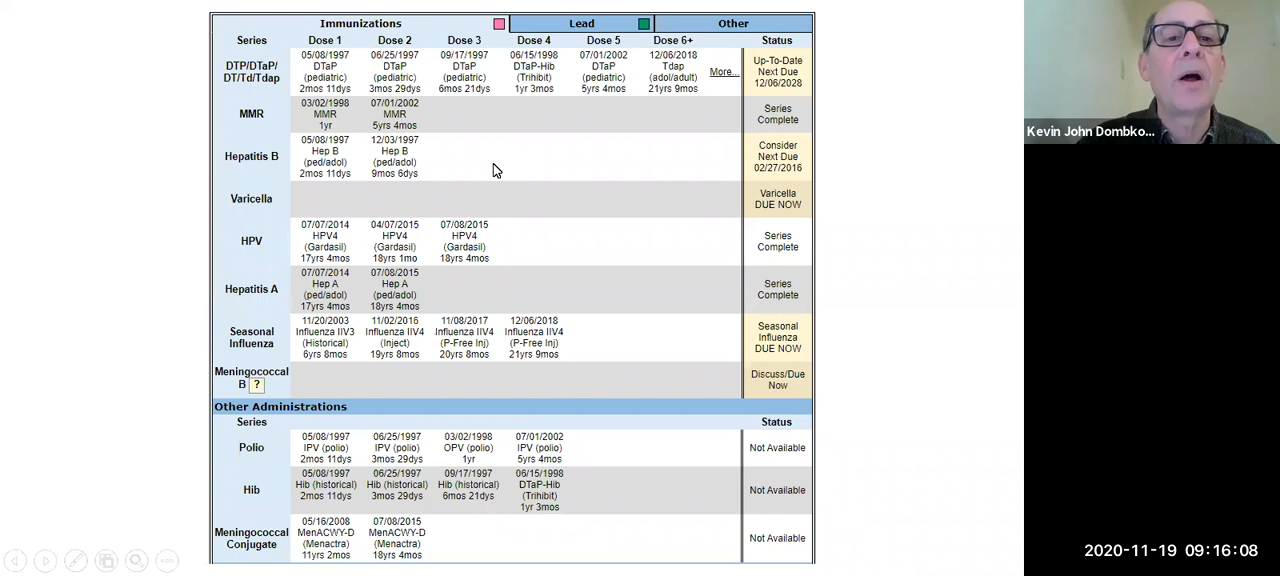 Immunizations Lead Other
Series Dose 1 Dose 2 Dose 3 Dose 4 Dose 5 Dose 6+ Status
DTP/DTaP/
DT/Td/Tdap
05/08/1997
DTaP
(pediatric)
2mos 11dys
06/25/1997
DTaP
(pediatric)
3mos 29dys
09/17/1997
DTaP
(pediatric)
6mos 21dys
06/15/1998
DTaP-Hib
(Trihibit)
1yr 3mos
07/01/2002
DTaP
(pediatric)
5yrs 4mos
12/06/2018
Tdap
(adol/adult)
21yrs 9mos
More...
Up-To-Date
Next Due
12/06/2028
MMR
03/02/1998
MMR
1yr
07/01/2002
MMR
5yrs 4mos
Series
Complete
Hepatitis B
05/08/1997
Hep B
(ped/adol)
2mos 11dys
12/03/1997
Hep B
(ped/adol)
9mos 6dys
Consider
Next Due
02/27/2016
Varicella
Varicella
DUE NOW
HPV
07/07/2014
HPV4
(Gardasil)
17yrs 4mos
04/07/2015
HPV4
(Gardasil)
18yrs 1mo
07/08/2015
HPV4
(Gardasil)
18yrs 4mos
Series
Complete
Hepatitis A
07/07/2014
Hep A
(ped/adol)
17yrs 4mos
07/08/2015
Hep A
(ped/adol)
18yrs 4mos
Series
Complete
Seasonal
Influenza
11/20/2003
Influenza IIV3
(Historical)
6yrs 8mos
11/02/2016
Influenza IIV4
(Inject)
19yrs 8mos
11/08/2017
Influenza IIV4
(P-Free Inj)
20yrs 8mos
12/06/2018
Influenza IIV4
(P-Free Inj)
21yrs 9mos
Seasonal
Influenza
DUE NOW
Meningococcal
B ?
Discuss/Due
Now
Other Administrations
Series Status
Polio
05/08/1997
IPV (polio)
2mos 11dys
06/25/1997
IPV (polio)
3mos 29dys
03/02/1998
OPV (polio)
1yr
07/01/2002
IPV (polio)
5yrs 4mos
Not Available
Hib
05/08/1997
Hib (historical)
2mos 11dys
06/25/1997
Hib (historical)
3mos 29dys
09/17/1997
Hib (historical)
6mos 21dys
06/15/1998
DTaP-Hib
(Trihibit)
1yr 3mos
Not Available
Meningococcal
Conjugate
05/16/2008
MenACWY-D
(Menactra)
11yrs 2mos
07/08/2015
MenACWY-D
(Menactra)
18yrs 4mos
Not Available
Kevin John Dombko...
2020-11-19 09:16:08